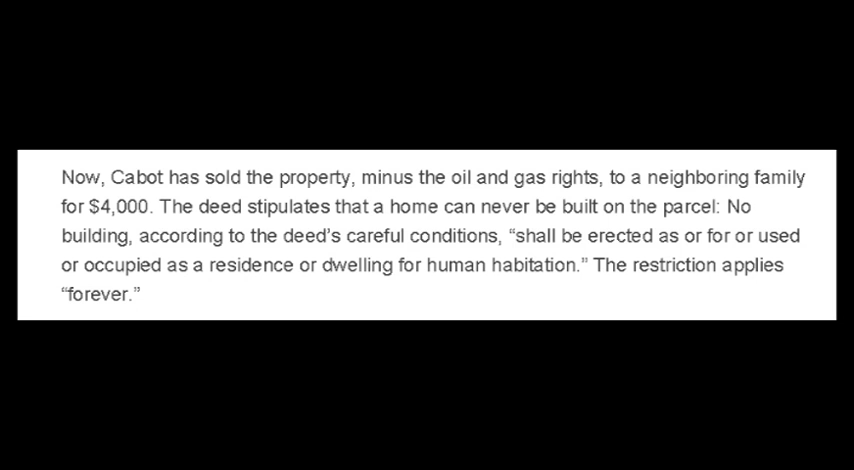 Now, Cabot has sold the property, minus the oil and gas rights, to a neighboring family
for $4,000. The deed stipulates that a home can never be built on the parcel: No
building, according to the deed's careful conditions, “shall be erected as or for or used
or occupied as a residence or dwelling for human habitation.” The restriction applies
“forever.”